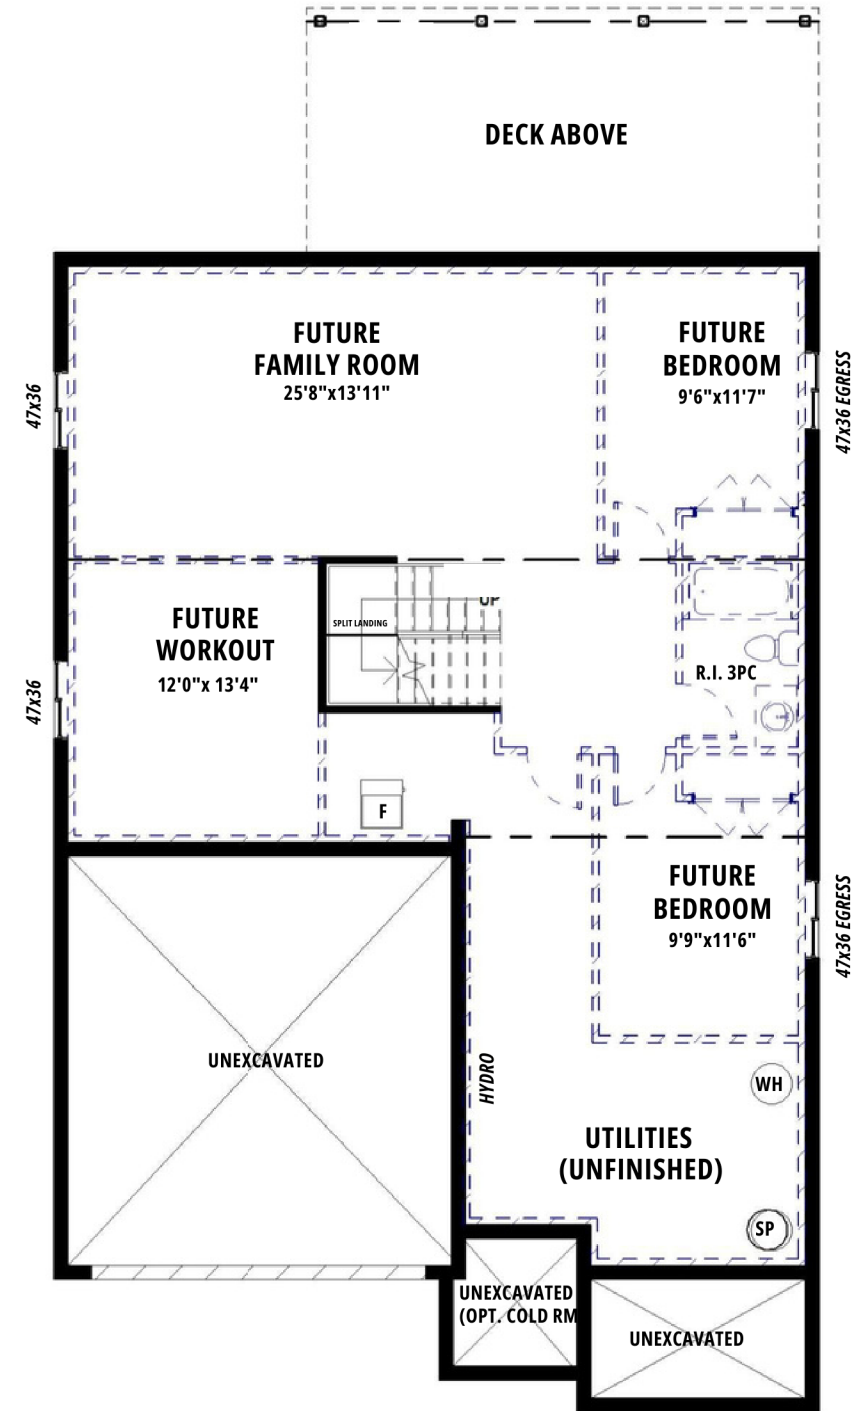 DECK ABOVE
FUTURE
FAMILY ROOM
25'8"x13'11"
FUTURE
BEDROOM
9'6"x11'7"
47x36
47x36 EGRESS
UP
SPLIT LANDING
FUTURE
WORKOUT
12'0"x 13'4"
47x36
R.I. 3PC
F
FUTURE
BEDROOM
9'9"x11'6"
47x36 EGRESS
UNEXCAVATED
HYDRO
WH
UTILITIES
(UNFINISHED)
SP
UNEXCAVATED
(OPT. COLD RM
UNEXCAVATED